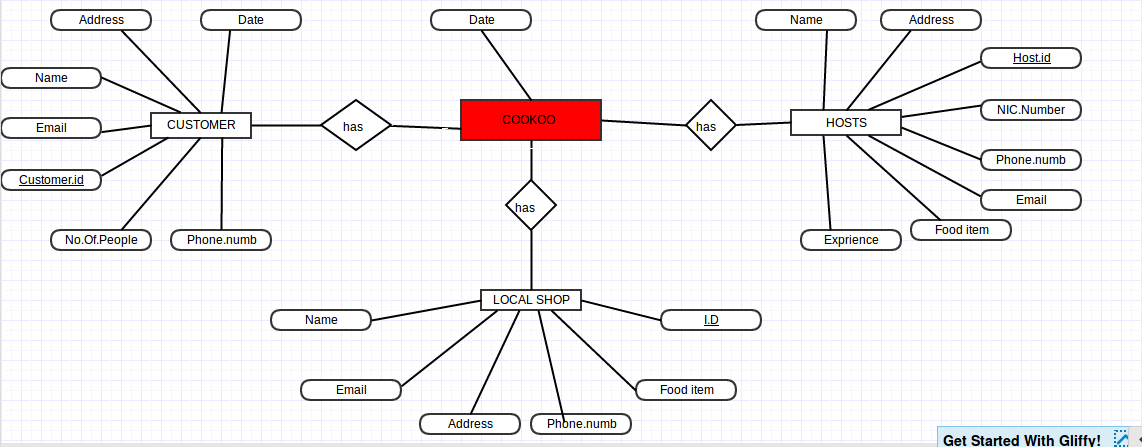 Address
Date
Date
Name
Address
Name
Host.id
Email
CUSTOMER
has
COOKOO
has
HOSTS
NIC.Number
Customer.id
Phone.numb
Email
No.Of.People
Phone.numb
has
Exprience
Food item
LOCAL SHOP
Name
I.D
Email
Food item
Address
Phone.numb
Get Started With Gliffy!